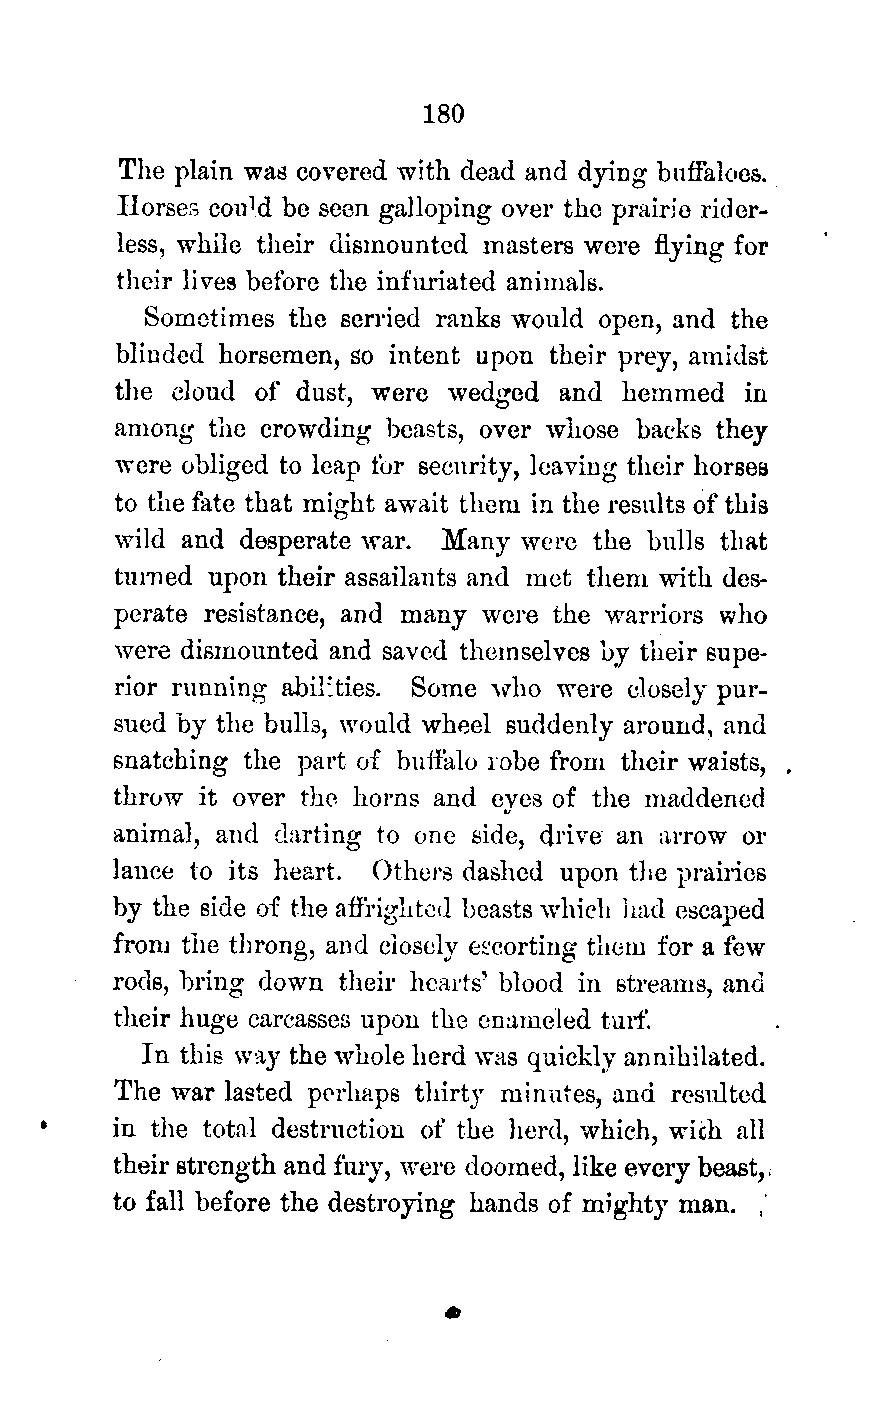 180
The plain was covered with dead and dying buffaloes.
Horses could be seen galloping over the prairie rider-
less, while their dismounted masters were flying for
their lives before the infuriated animals.
Sometimes the serried ranks would open, and the
blinded horsemen, so intent upon their prey, amidst
the cloud of dust, were wedged and hemmed in
among the crowding beasts, over whose backs they
were obliged to leap for security, leaving their horses
to the fate that might await them in the results of this
wild and desperate war. Many were the bulls that
turned upon their assailants and met them with des-
perate resistance, and many were the warriors who
were dismounted and saved themselves by their supe-
rior running abilities. Some who were closely pur-
sued by the bulls, would wheel suddenly around, and
snatching the part of buffalo robe from their waists,
throw it over the horns and eyes of the maddened
animal, and darting to one side, drive an arrow or
lance to its heart. Others dashed upon the prairies
by the side of the affrighted beasts which had escaped
from the throng, and closely escorting them for a few
rods, bring down their hearts' blood in streams, and
their huge carcasses upon the enameled turf.
In this way the whole herd was quickly annihilated.
The war lasted perhaps thirty minutes, and resulted
in the total destruction of the herd, which, with all
their strength and fury, were doomed, like every beast,
to fall before the destroying hands of mighty man.